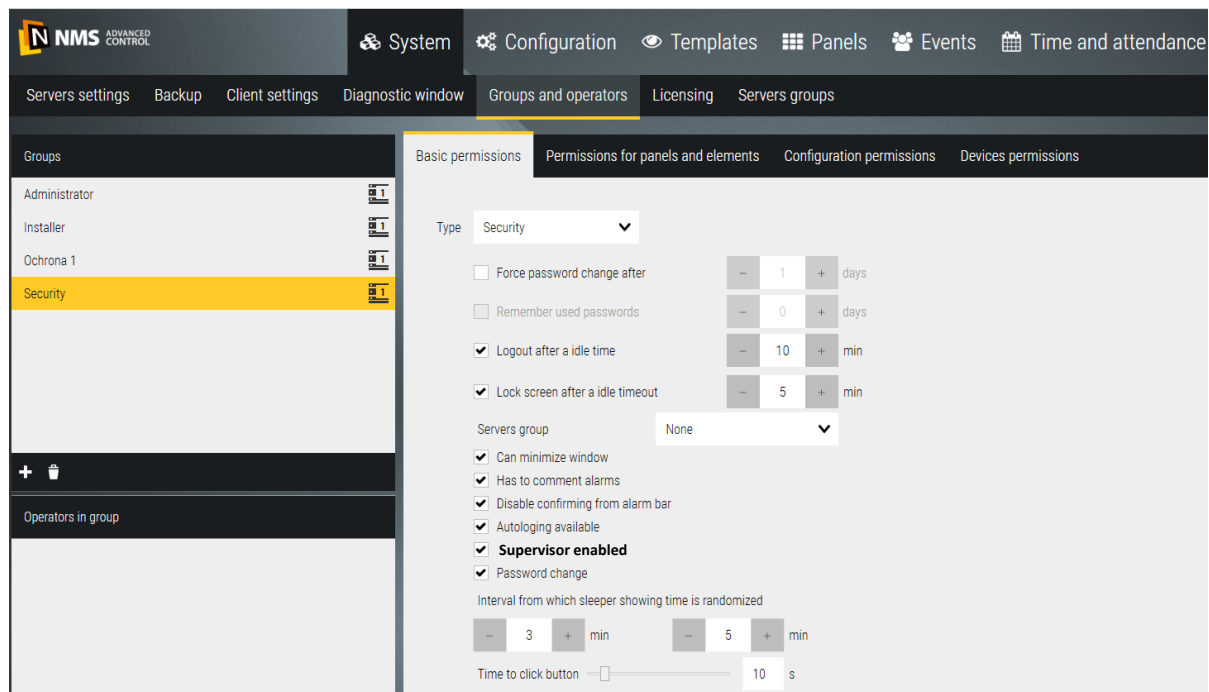 N NMS ADVANCED CONTROL
System Configuration Templates Panels Events Time and attendance
Servers settings Backup Client settings Diagnostic window Groups and operators Licensing Servers groups
Groups
Administrator 1
Installer 1
Ochrona 1 1
Security 1
Operators in group
Basic permissions Permissions for panels and elements Configuration permissions Devices permissions
Type Security
Force password change after - 1 + days
Remember used passwords - 0 + days
Logout after a idle time - 10 + min
Lock screen after a idle timeout - 5 + min
Servers group None
Can minimize window
Has to comment alarms
Disable confirming from alarm bar
Autologing available
Supervisor enabled
Password change
Interval from which sleeper showing time is randomized
- 3 + min - 5 + min
Time to click button 10 s